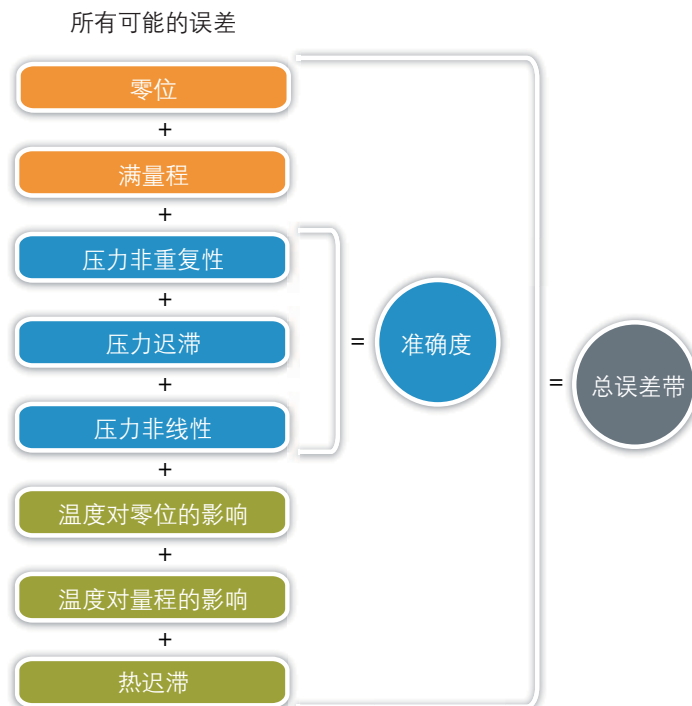 所有可能的误差
零位
+
满量程
+
压力非重复性
+
压力迟滞
=
准确度
=
总误差带
+
压力非线性
+
温度对零位的影响
+
温度对量程的影响
+
热迟滞